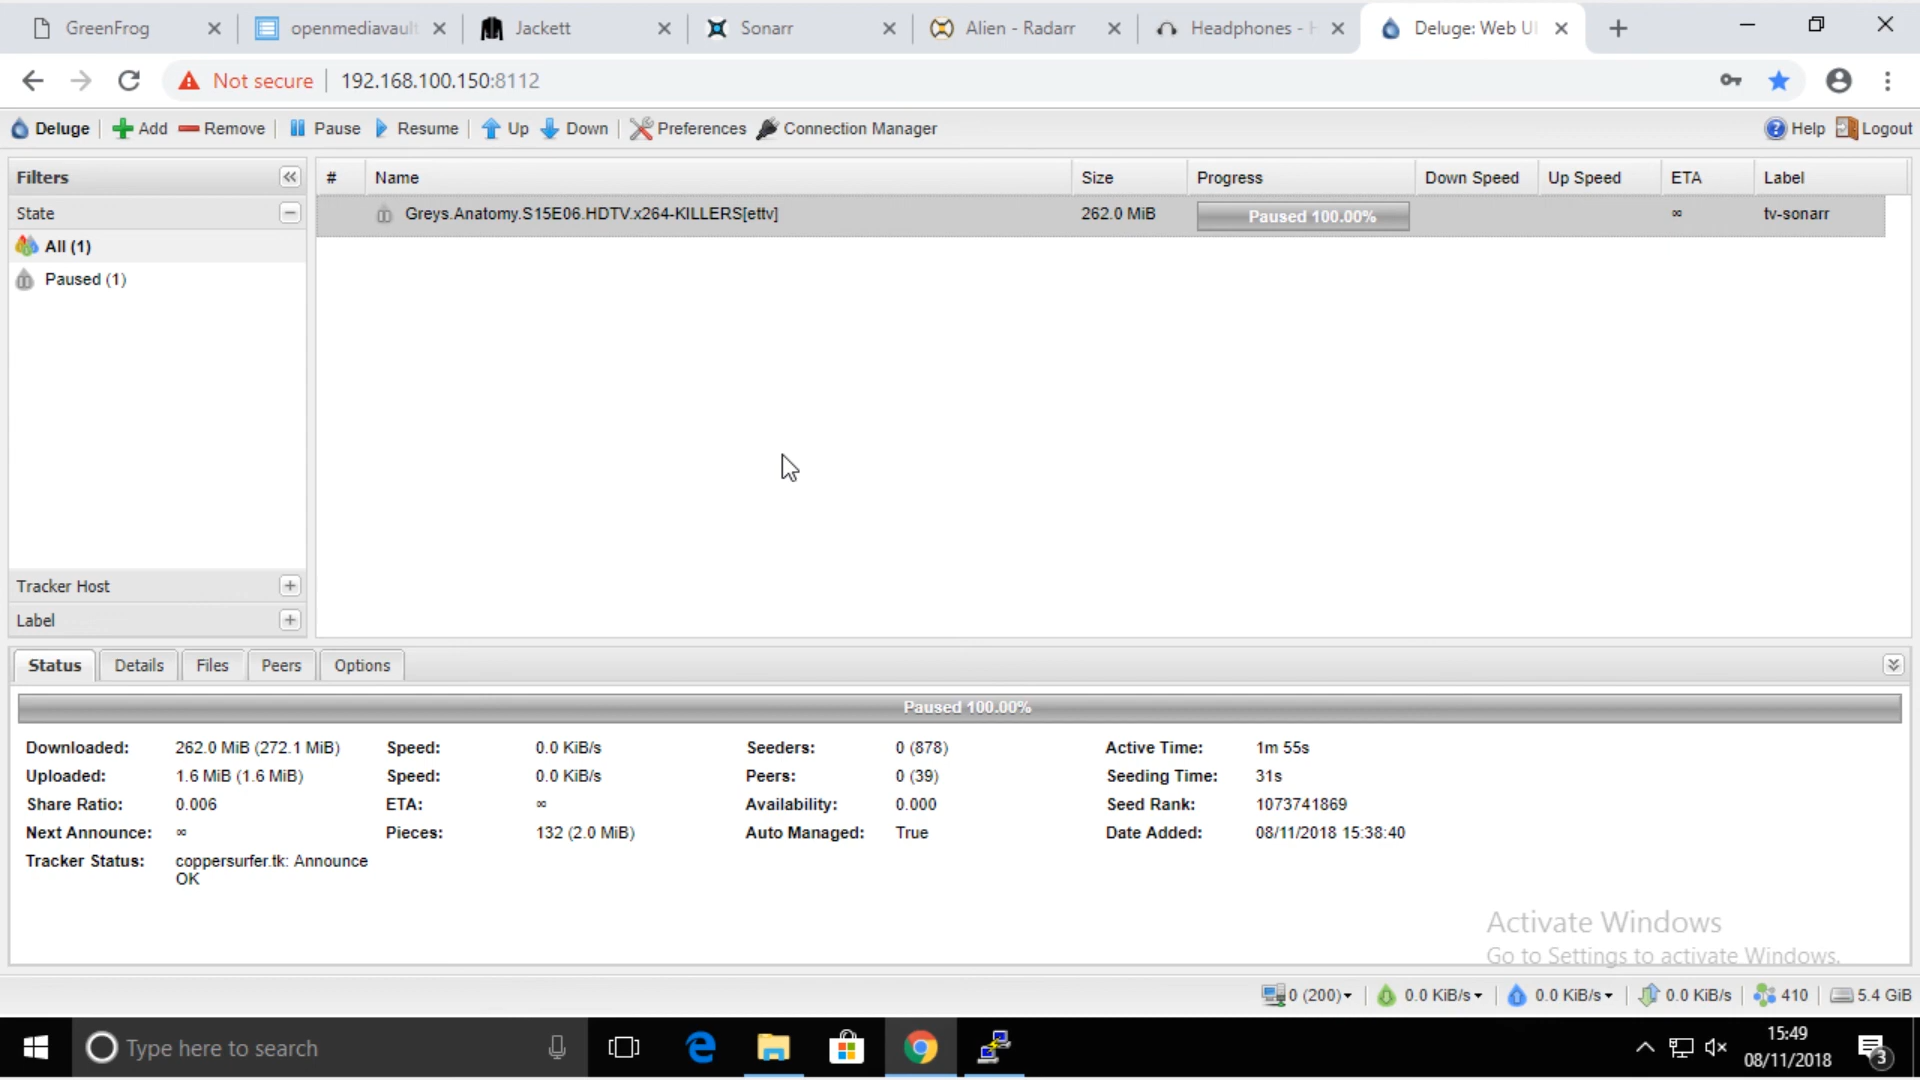 GreenFrog
openmediavault
Jackett
Sonarr
Alien - Radarr
Headphones - H
Deluge: Web UI
Not secure
192.168.100.150:8112
Deluge
Add
Remove
Pause
Resume
Up
Down
Preferences
Connection Manager
Help
Logout
Filters
# Name Size Progress Down Speed Up Speed ETA Label
State
Greys.Anatomy.S15E06.HDTV.x264-KILLERS[ettv] 262.0 MiB Paused 100.00% ∞ tv-sonarr
All (1)
Paused (1)
Tracker Host
Label
Status Details Files Peers Options
Paused 100.00%
Downloaded: 262.0 MiB (272.1 MiB) Speed: 0.0 KiB/s Seeders: 0 (878) Active Time: 1m 55s
Uploaded: 1.6 MiB (1.6 MiB) Speed: 0.0 KiB/s Peers: 0 (39) Seeding Time: 31s
Share Ratio: 0.006 ETA: ∞ Availability: 0.000 Seed Rank: 1073741869
Next Announce: ∞ Pieces: 132 (2.0 MiB) Auto Managed: True Date Added: 08/11/2018 15:38:40
Tracker Status: coppersurfer.tk: Announce
OK
Activate Windows
Go to Settings to activate Windows.
0 (200) 0.0 KiB/s 0.0 KiB/s 0.0 KiB/s 410 5.4 GiB
Type here to search
15:49
08/11/2018
3